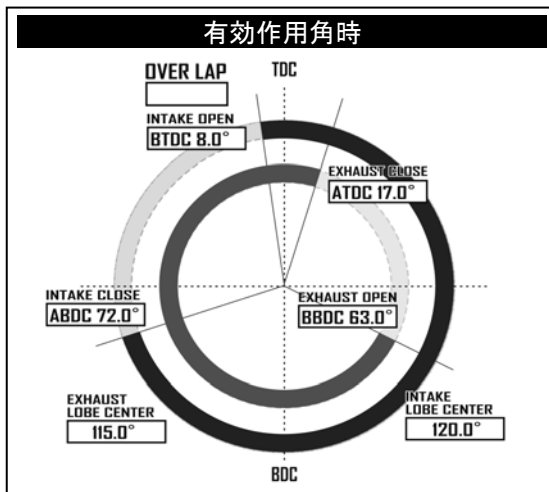 有効作用角時
OVER LAP
TDC
INTAKE OPEN
BTDC 8.0°
EXHAUST CLOSE
ATDC 17.0°
INTAKE CLOSE
ABDC 72.0°
EXHAUST OPEN
BBDC 63.0°
EXHAUST
LOBE CENTER
115.0°
INTAKE
LOBE CENTER
120.0°
BDC